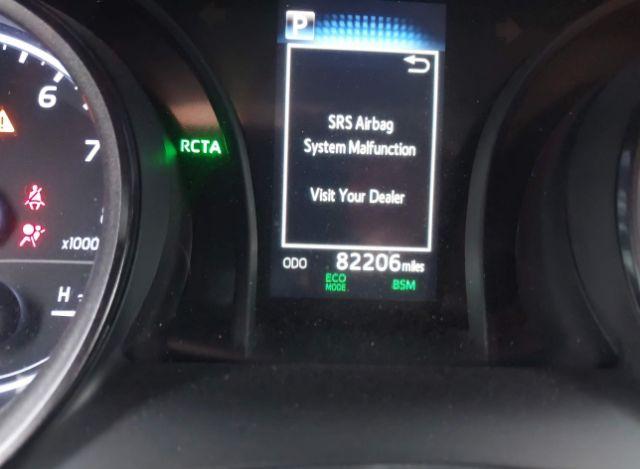 P
6
7
RCTA
SRS Airbag
System Malfunction
Visit Your Dealer
x1000
H
ODO 82206 miles
ECO
MODE
BSM